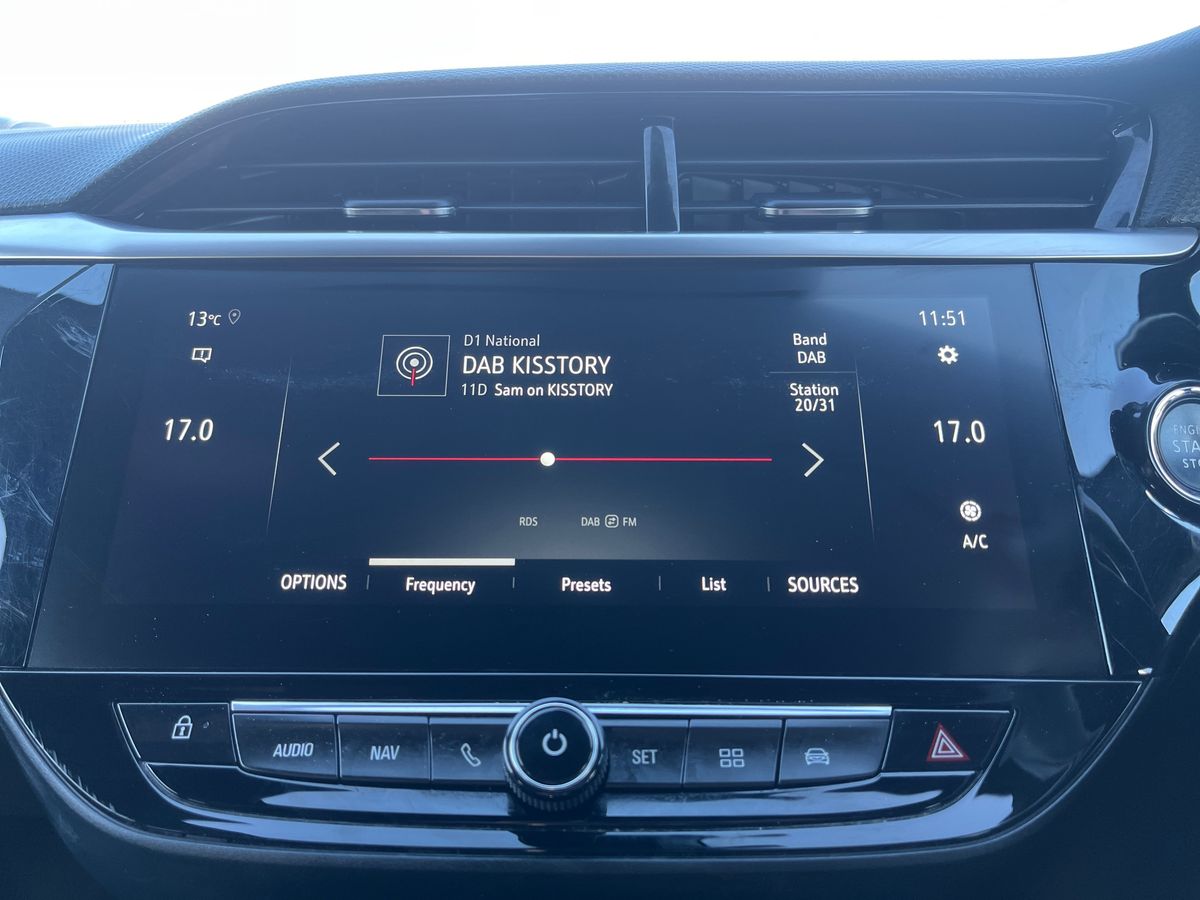 13°C
11:51
D1 National
DAB KISSTORY
11D Sam on KISSTORY
Band
DAB
Station
20/31
17.0
17.0
RDS
DAB FM
A/C
OPTIONS
Frequency
Presets
List
SOURCES
AUDIO
NAV
SET